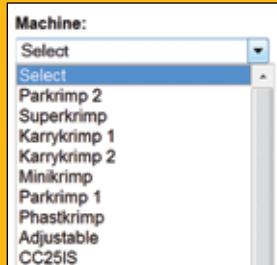 Machine:
Select
Select
Parkrimp 2
Superkrimp
Karrykrimp 1
Karrykrimp 2
Minikrimp
Parkrimp 1
Phastkrimp
Adjustable
CC25IS